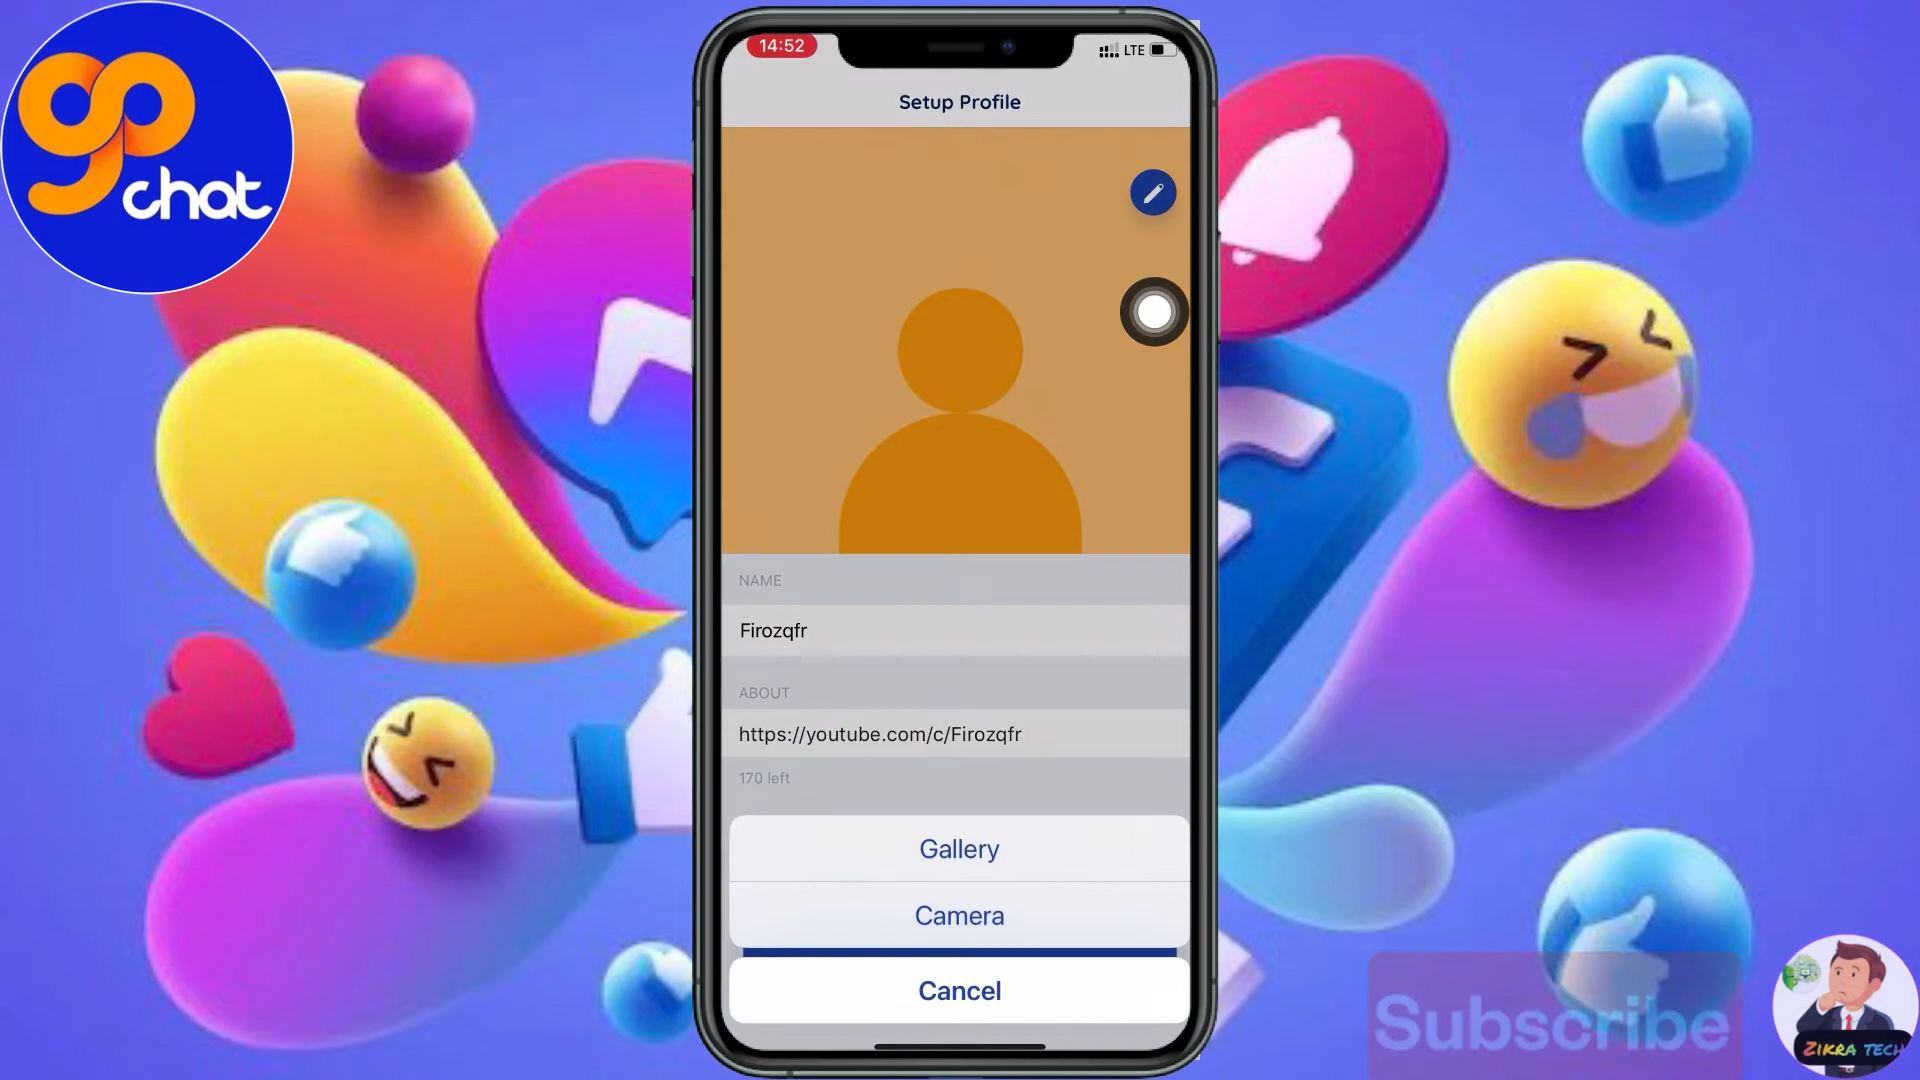 go
chat
14:52
LTE
Setup Profile
NAME
Firozqfr
ABOUT
https://youtube.com/c/Firozqfr
170 left
Gallery
Camera
Cancel
Subscribe
ZIKRA TECH